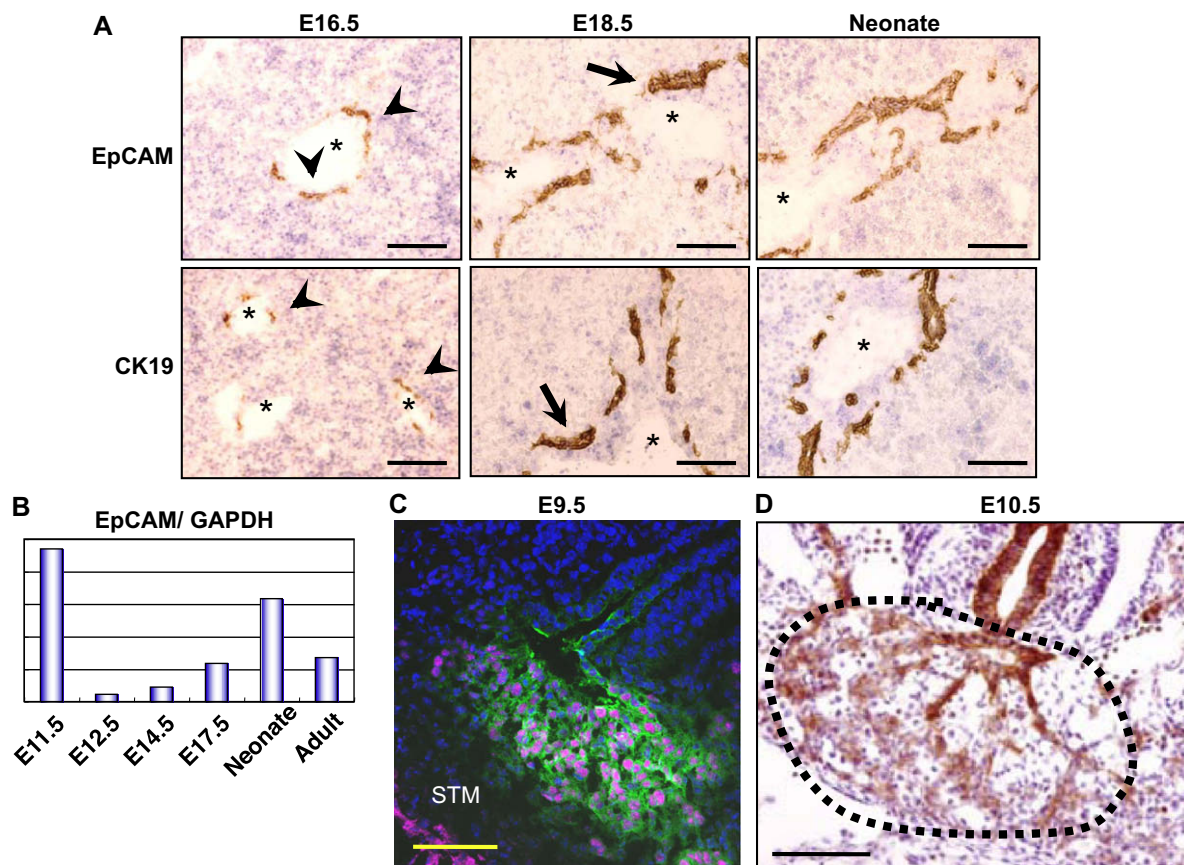 A
E16.5
E18.5
Neonate
EpCAM
*
*
*
*
CK19
*
*
*
*
*
B
EpCAM/ GAPDH
E11.5
E12.5
E14.5
E17.5
Neonate
Adult
C
E9.5
STM
D
E10.5